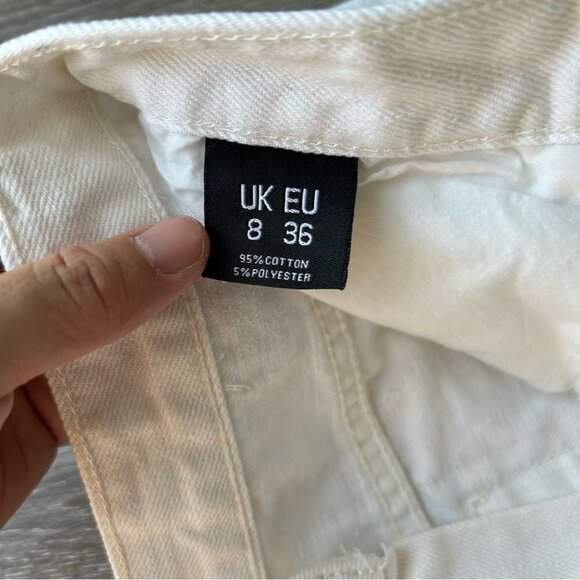 UK EU
8 36
95%COTTON
5%POLYESTER